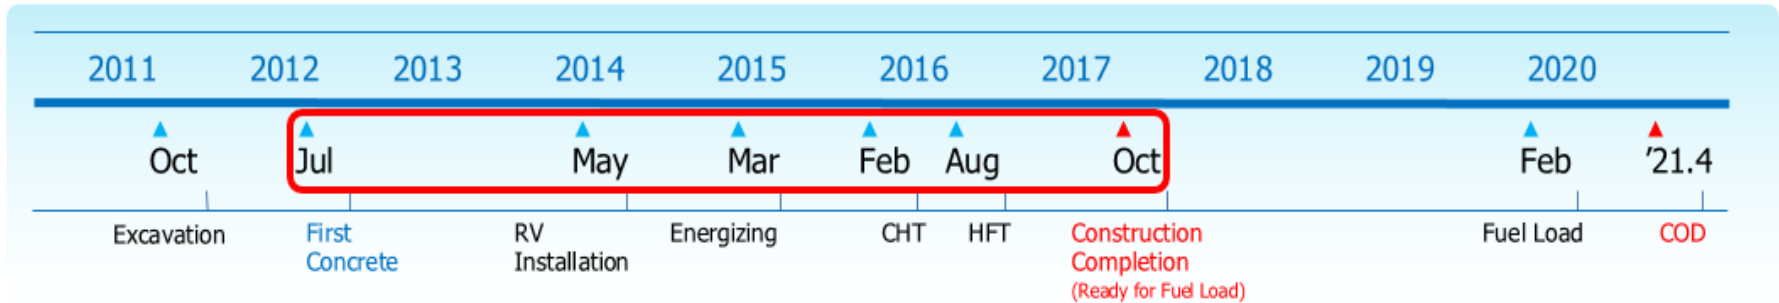 2011 2012 2013 2014 2015 2016 2017 2018 2019 2020
Oct Jul May Mar Feb Aug Oct Feb '21.4
Excavation First RV Energizing CHT HFT Construction Fuel Load COD
Concrete Installation Completion
(Ready for Fuel Load)